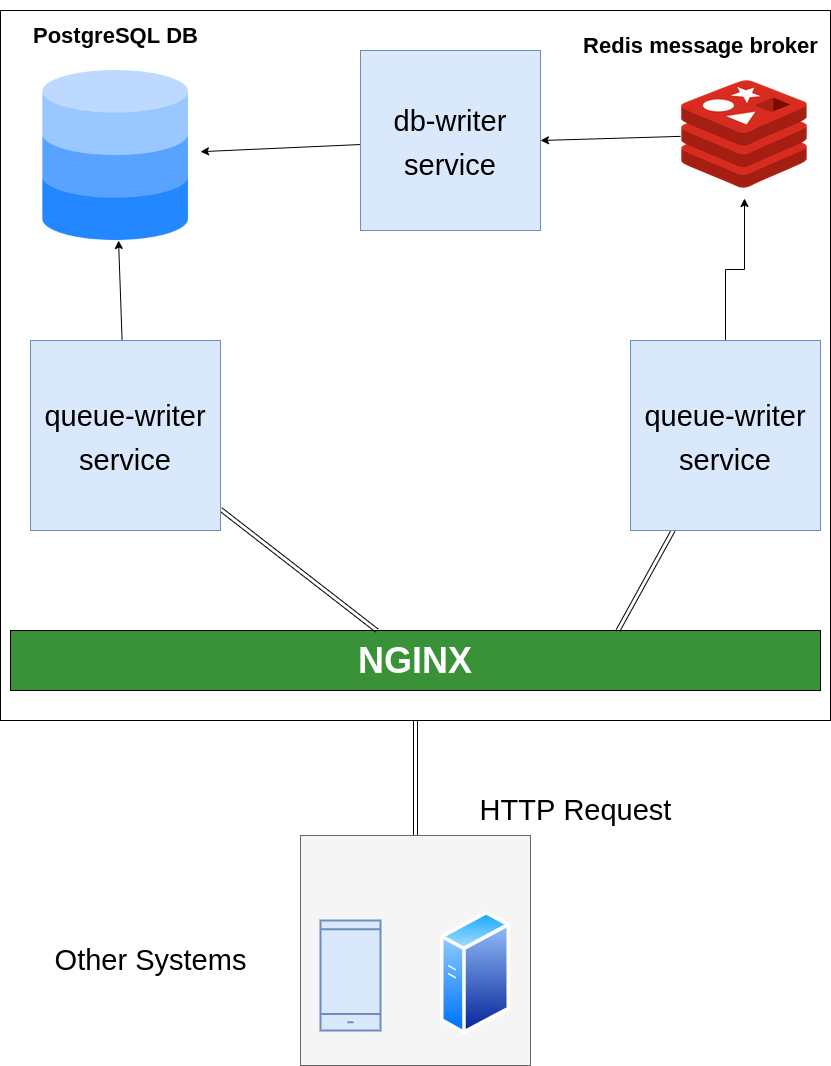 PostgreSQL DB
Redis message broker
db-writer
service
queue-writer
service
queue-writer
service
NGINX
HTTP Request
Other Systems